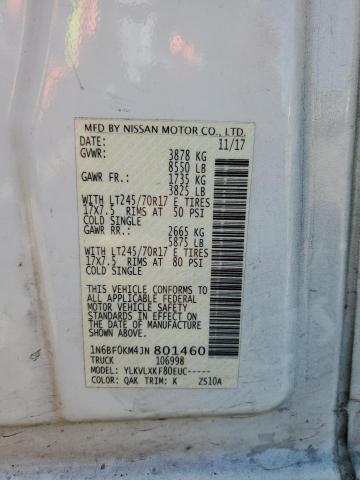 MFD BY NISSAN MOTOR CO., LTD.
DATE: 11/17
GVWR: 3878 KG
8550 LB
GAWR FR.: 1735 KG
3825 LB
WITH LT245/70R17 E TIRES
17X7.5 RIMS AT 50 PSI
COLD SINGLE
GAWR RR.: 2665 KG
5875 LB
WITH LT245/70R17 E TIRES
17X7.5 RIMS AT 80 PSI
COLD SINGLE
THIS VEHICLE CONFORMS TO ALL
APPLICABLE FEDERAL MOTOR
MOTOR VEHICLE SAFETY
STANDARDS IN EFFECT ON THE
DATE OF MANUFACTURE
SHOWN ABOVE.
1N6BF0KM4JN801460
TRUCK 106998
MODEL: YLKVLXKF80EUC-----
COLOR: QAK TRIM: K ZS10A